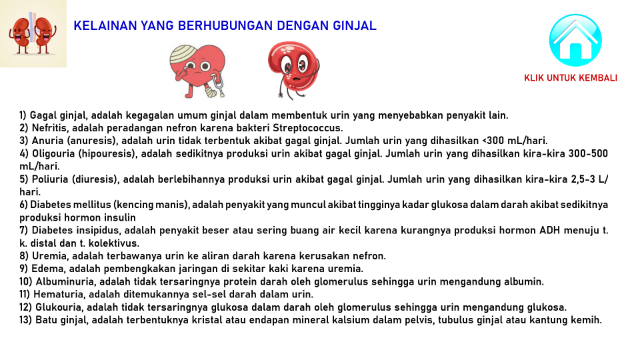 KELAINAN YANG BERHUBUNGAN DENGAN GINJAL
KLIK UNTUK KEMBALI
1) Gagal ginjal, adalah kegagalan umum ginjal dalam membentuk urin yang menyebabkan penyakit lain.
2) Nefritis, adalah peradangan nefron karena bakteri Streptococcus.
3) Anuria (anuresis), adalah urin tidak terbentuk akibat gagal ginjal. Jumlah urin yang dihasilkan <300 mL/hari.
4) Oligouria (hipouresis), adalah sedikitnya produksi urin akibat gagal ginjal. Jumlah urin yang dihasilkan kira-kira 300-500
mL/hari.
5) Poliuria (diuresis), adalah berlebihannya produksi urin akibat gagal ginjal. Jumlah urin yang dihasilkan kira-kira 2,5-3 L/
hari.
6) Diabetes mellitus (kencing manis), adalah penyakit yang muncul akibat tingginya kadar glukosa dalam darah akibat sedikitnya
produksi hormon insulin
7) Diabetes insipidus, adalah penyakit beser atau sering buang air kecil karena kurangnya produksi hormon ADH menuju t.
k. distal dan t. kolektivus.
8) Uremia, adalah terbawanya urin ke aliran darah karena kerusakan nefron.
9) Edema, adalah pembengkakan jaringan di sekitar kaki karena uremia.
10) Albuminuria, adalah tidak tersaringnya protein darah oleh glomerulus sehingga urin mengandung albumin.
11) Hematuria, adalah ditemukannya sel-sel darah dalam urin.
12) Glukouria, adalah tidak tersaringnya glukosa dalam darah oleh glomerulus sehingga urin mengandung glukosa.
13) Batu ginjal, adalah terbentuknya kristal atau endapan mineral kalsium dalam pelvis, tubulus ginjal atau kantung kemih.